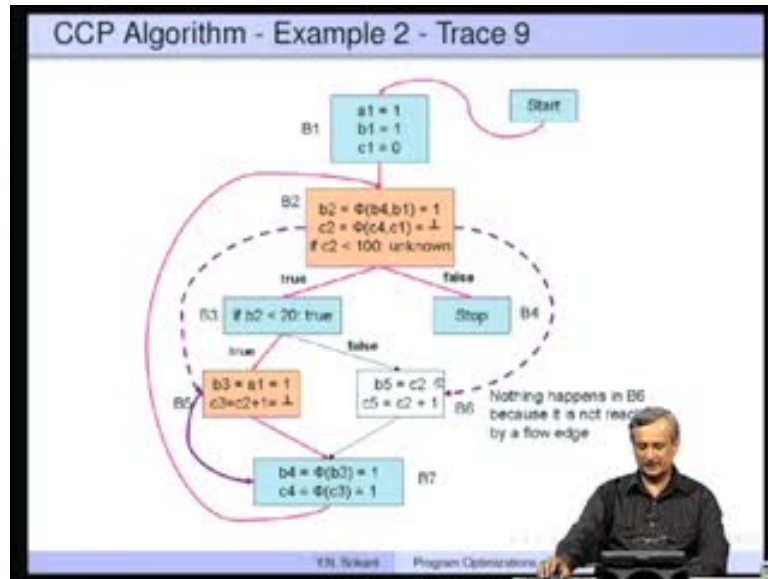 CCP Algorithm - Example 2 - Trace 9
Start
B1
a1 = 1
b1 = 1
c1 = 0
B2
b2 = Φ(b4,b1) = 1
c2 = Φ(c4,c1) = ⊥
if c2 < 100: unknown
true
false
B3
if b2 < 20: true
Stop
B4
true
false
B5
b3 = a1 = 1
c3=c2+1= ⊥
b5 = c2
c5 = c2 + 1
B6
Nothing happens in B6
because it is not
by a flow edge
b4 = Φ(b3) = 1
c4 = Φ(c3) = 1
B7
Y.N. Srikant
Program Optimizations